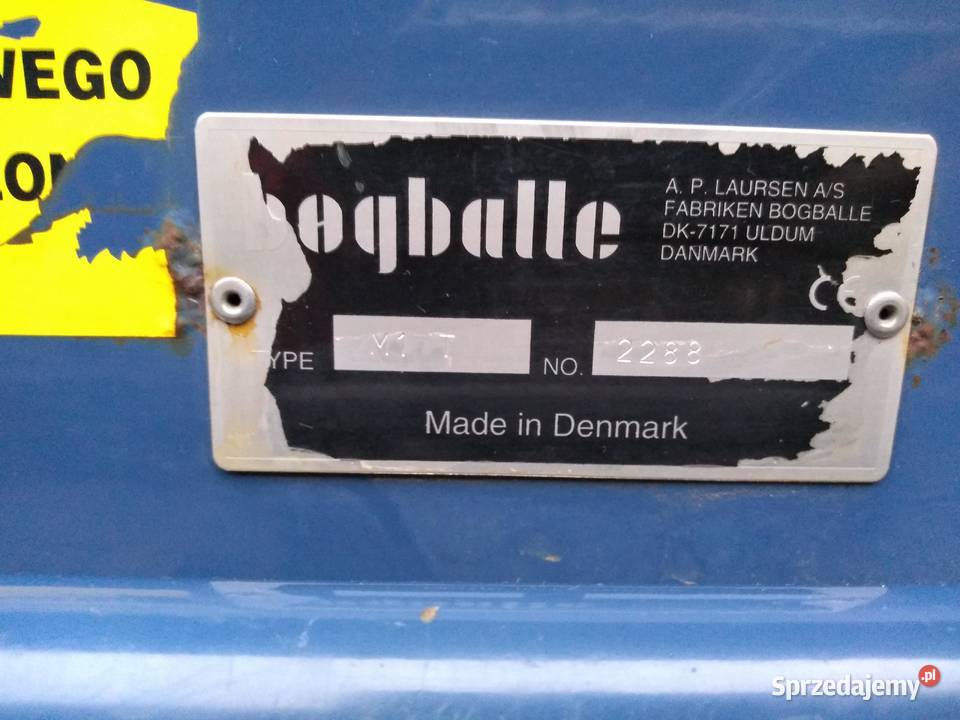 WEGO
bogballe
A. P. LAURSEN A/S
FABRIKEN BOGBALLE
DK-7171 ULDUM
DANMARK
CE
TYPE
NO. 2288
Made in Denmark
Sprzedajemy.pl